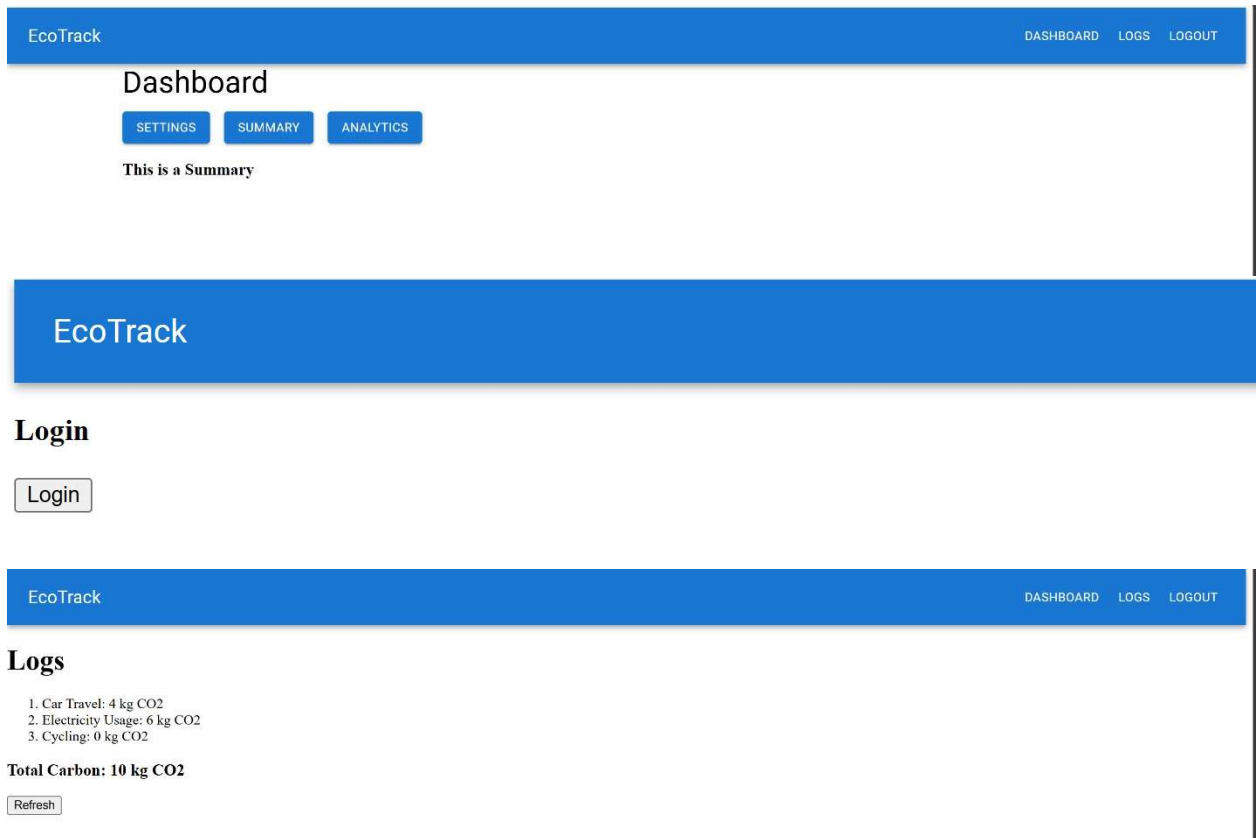 EcoTrack DASHBOARD LOGS LOGOUT
Dashboard
SETTINGS SUMMARY ANALYTICS
This is a Summary
EcoTrack
Login
Login
EcoTrack DASHBOARD LOGS LOGOUT
Logs
1. Car Travel: 4 kg CO2
2. Electricity Usage: 6 kg CO2
3. Cycling: 0 kg CO2
Total Carbon: 10 kg CO2
Refresh